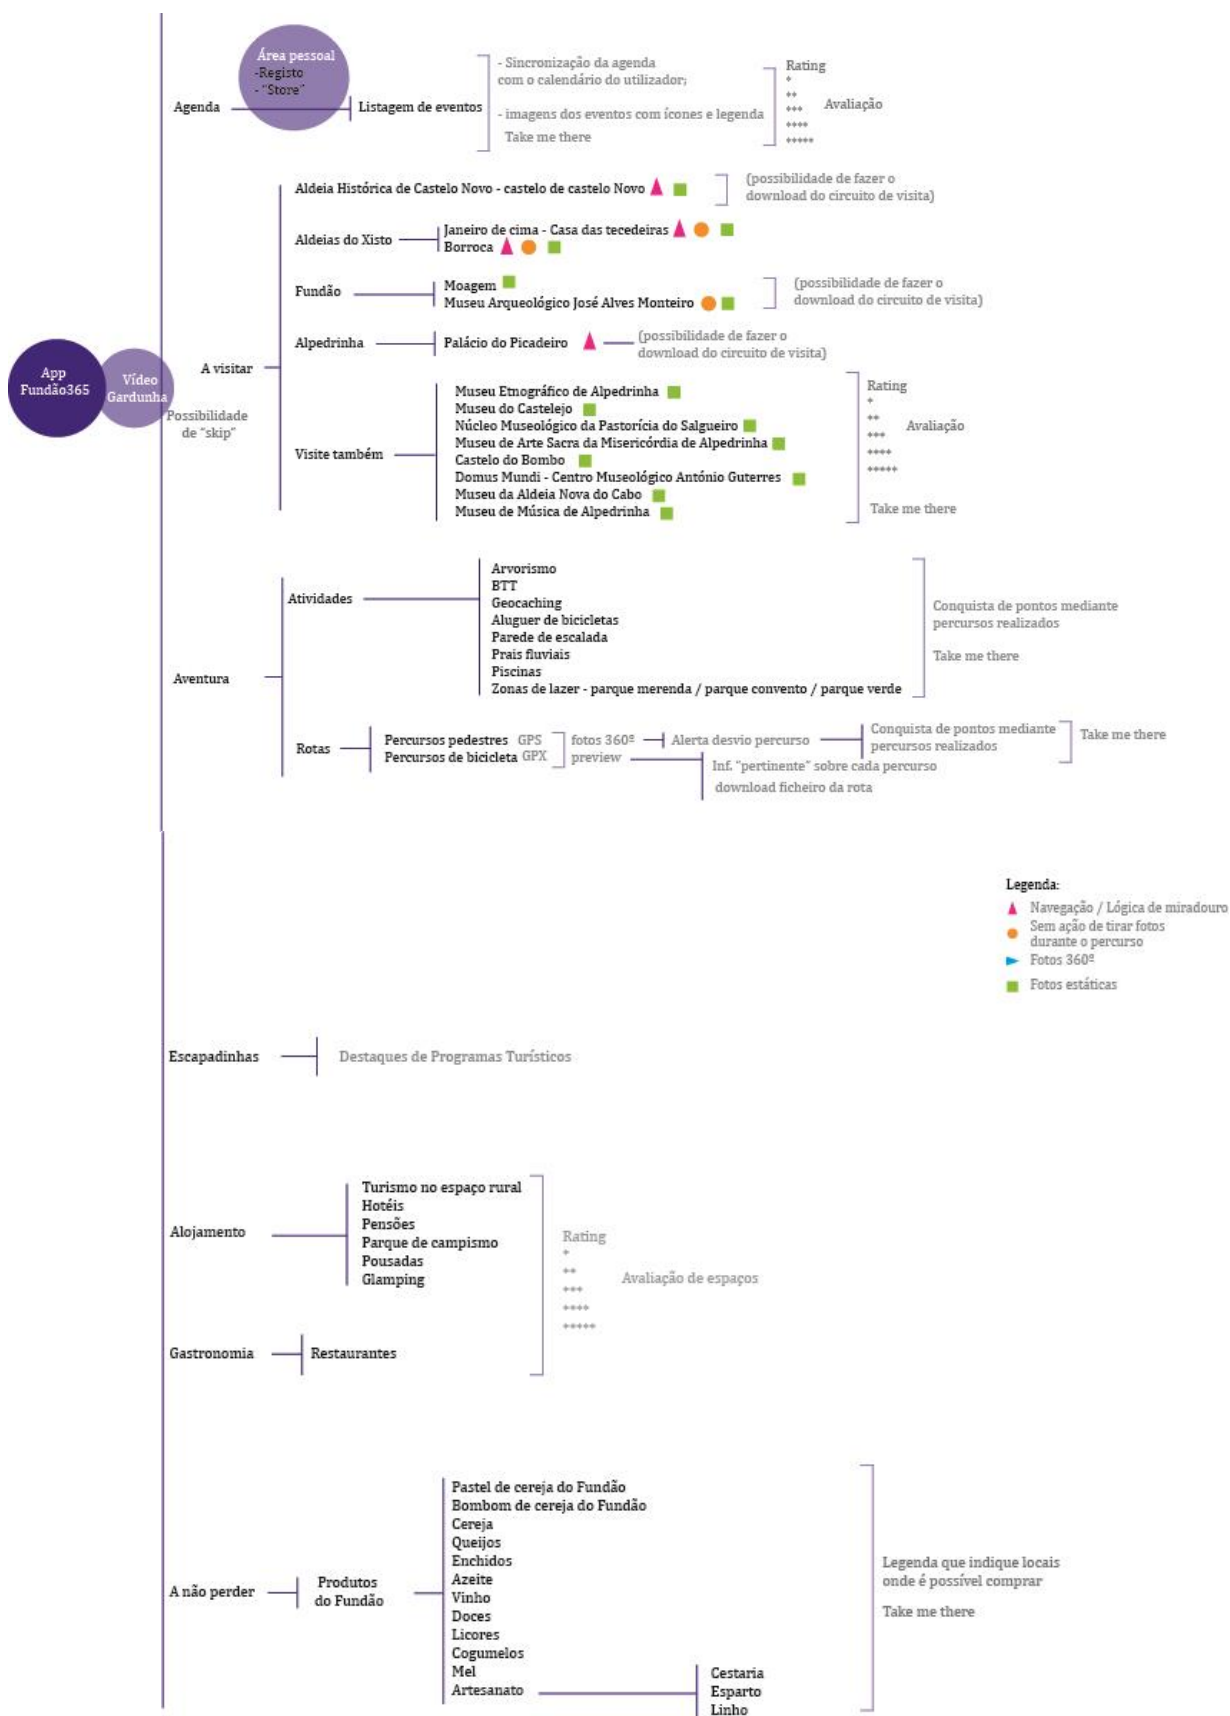 Área pessoal
-Registo
- "Store"
Agenda
Listagem de eventos
- Sincronização da agenda
com o calendário do utilizador;
- imagens dos eventos com ícones e legenda
Take me there
Rating
*
**
***
****
*****
Avaliação
App
Fundão365
Vídeo
Gardunha
Possibilidade
de "skip"
A visitar
Aldeia Histórica de Castelo Novo - castelo de castelo Novo
(possibilidade de fazer o
download do circuito de visita)
Aldeias do Xisto
Janeiro de cima - Casa das tecedeiras
Borroca
Fundão
Moagem
Museu Arqueológico José Alves Monteiro
(possibilidade de fazer o
download do circuito de visita)
Alpedrinha
Palácio do Picadeiro
(possibilidade de fazer o
download do circuito de visita)
Visite também
Museu Etnográfico de Alpedrinha
Museu do Castelejo
Núcleo Museológico da Pastorícia do Salgueiro
Museu de Arte Sacra da Misericórdia de Alpedrinha
Castelo do Bombo
Domus Mundi - Centro Museológico António Guterres
Museu da Aldeia Nova do Cabo
Museu de Música de Alpedrinha
Rating
*
**
***
****
*****
Avaliação
Take me there
Aventura
Atividades
Arvorismo
BTT
Geocaching
Aluguer de bicicletas
Parede de escalada
Prais fluviais
Piscinas
Zonas de lazer - parque merenda / parque convento / parque verde
Conquista de pontos mediante
percursos realizados
Take me there
Rotas
Percursos pedestres GPS
Percursos de bicicleta GPX
fotos 360º
preview
Alerta desvio percurso
Conquista de pontos mediante
percursos realizados
Take me there
Inf. "pertinente" sobre cada percurso
download ficheiro da rota
Legenda:
Navegação / Lógica de miradouro
Sem ação de tirar fotos
durante o percurso
Fotos 360º
Fotos estáticas
Escapadinhas
Destaques de Programas Turísticos
Alojamento
Turismo no espaço rural
Hotéis
Pensões
Parque de campismo
Pousadas
Glamping
Rating
*
**
***
****
*****
Avaliação de espaços
Gastronomia
Restaurantes
A não perder
Produtos
do Fundão
Pastel de cereja do Fundão
Bombom de cereja do Fundão
Cereja
Queijos
Enchidos
Azeite
Vinho
Doces
Licores
Cogumelos
Mel
Artesanato
Cestaria
Esparto
Linho
Legenda que indique locais
onde é possível comprar
Take me there